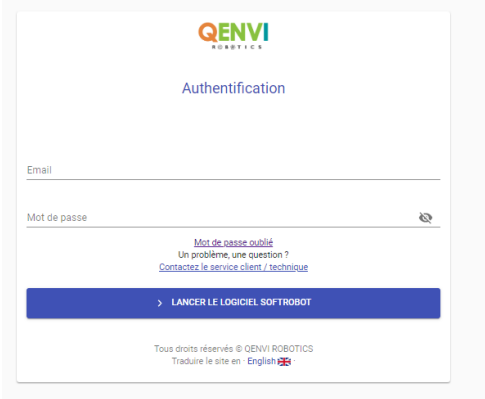 QENVI
ROBOTICS
Authentification
Email
Mot de passe
Mot de passe oublié
Un problème, une question ?
Contactez le service client / technique
> LANCER LE LOGICIEL SOFTROBOT
Tous droits réservés © QENVI ROBOTICS
Traduire le site en · English ·